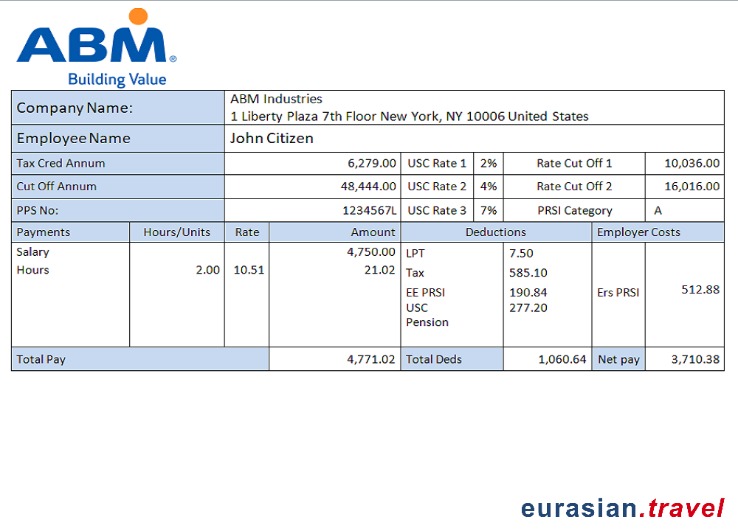 ABM®
Building Value
Company Name: ABM Industries
1 Liberty Plaza 7th Floor New York, NY 10006 United States
Employee Name John Citizen
Tax Cred Annum 6,279.00 USC Rate 1 2% Rate Cut Off 1 10,036.00
Cut Off Annum 48,444.00 USC Rate 2 4% Rate Cut Off 2 16,016.00
PPS No: 1234567L USC Rate 3 7% PRSI Category A
Payments Hours/Units Rate Amount Deductions Employer Costs
Salary 4,750.00 LPT 7.50
Hours 2.00 10.51 21.02 Tax 585.10
EE PRSI 190.84 Ers PRSI 512.88
USC 277.20
Pension
Total Pay 4,771.02 Total Deds 1,060.64 Net pay 3,710.38
eurasian.travel